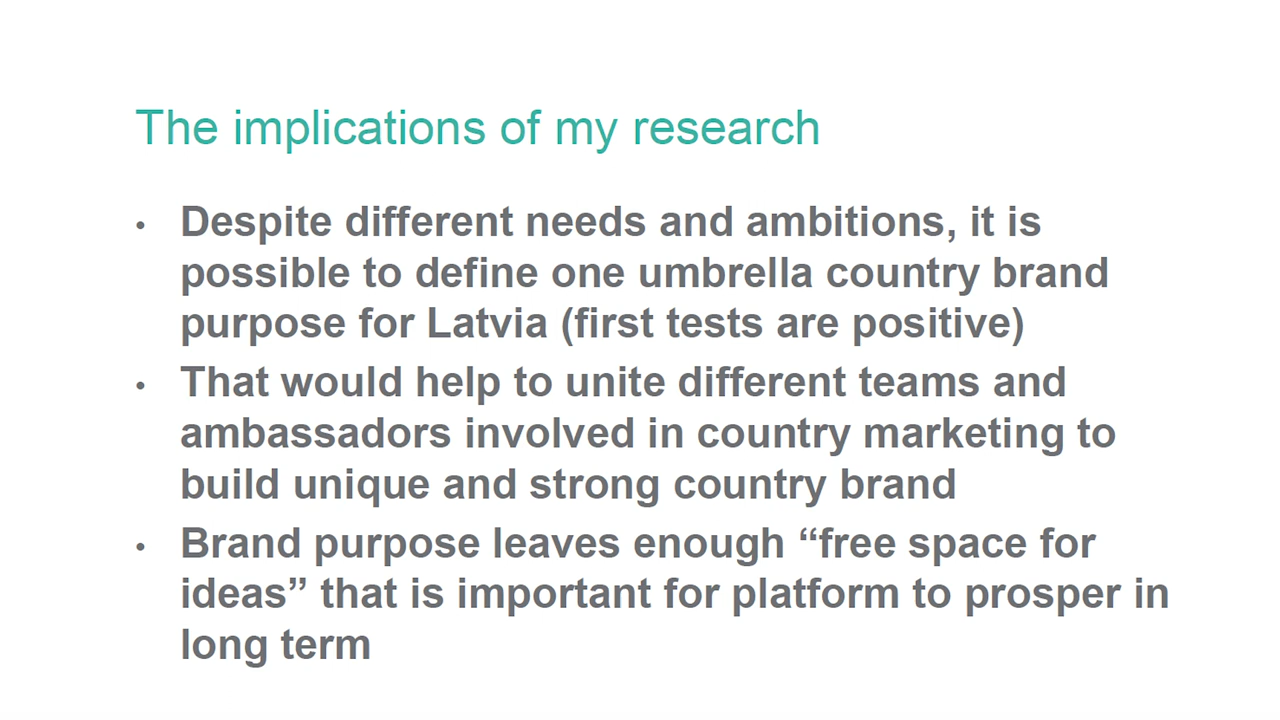 The implications of my research
• Despite different needs and ambitions, it is
possible to define one umbrella country brand
purpose for Latvia (first tests are positive)
• That would help to unite different teams and
ambassadors involved in country marketing to
build unique and strong country brand
• Brand purpose leaves enough “free space for
ideas” that is important for platform to prosper in
long term